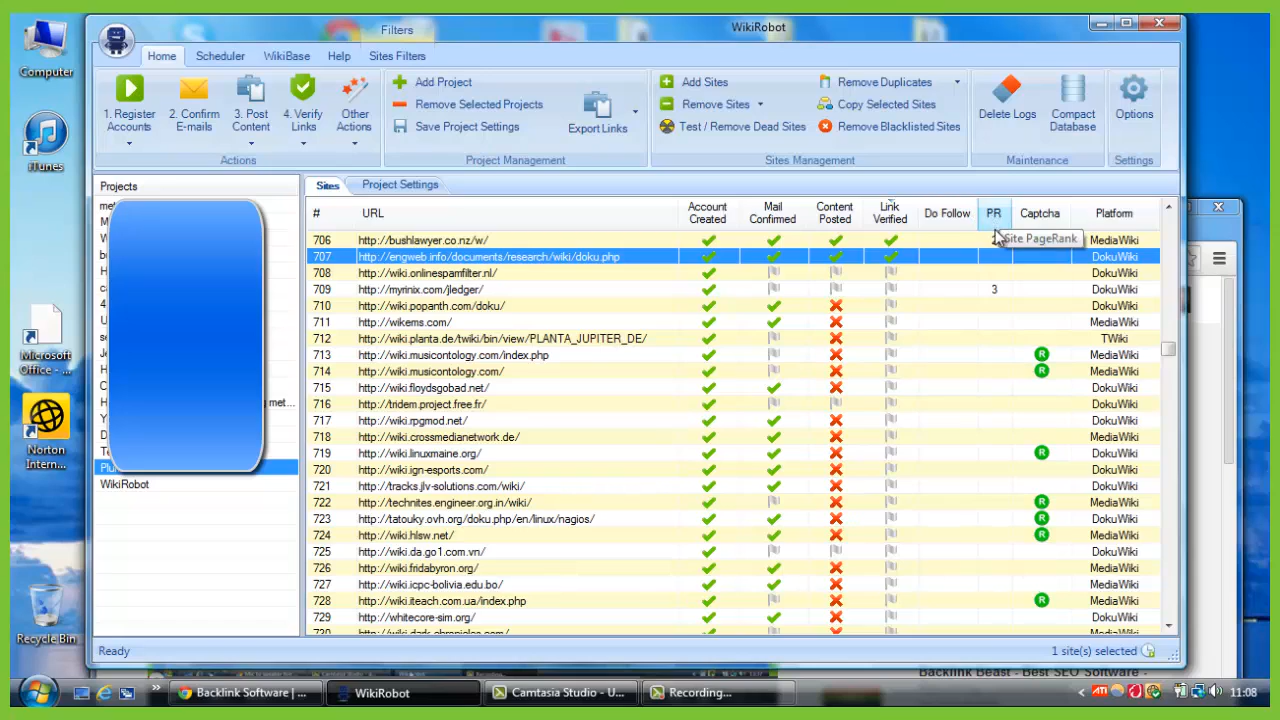 Filters
WikiRobot
Computer
Home
Scheduler
WikiBase
Help
Sites Filters
1. Register
Accounts
2. Confirm
E-mails
3. Post
Content
4. Verify
Links
Other
Actions
Add Project
Remove Selected Projects
Save Project Settings
Export Links
Add Sites
Remove Sites
Test / Remove Dead Sites
Remove Duplicates
Copy Selected Sites
Remove Blacklisted Sites
Delete Logs
Compact
Database
Options
Actions
Project Management
Sites Management
Maintenance
Settings
iTunes
Microsoft
Office - ...
Norton
Intern...
Recycle Bin
Projects
WikiRobot
Sites
Project Settings
# URL Account Created Mail Confirmed Content Posted Link Verified Do Follow PR Captcha Platform
Site PageRank
706 http://bushlawyer.co.nz/w/ MediaWiki
707 http://engweb.info/documents/research/wiki/doku.php DokuWiki
708 http://wiki.onlinespamfilter.nl/ DokuWiki
709 http://myrinix.com/jledger/ 3 DokuWiki
710 http://wiki.popanth.com/doku/ DokuWiki
711 http://wikems.com/ MediaWiki
712 http://wiki.planta.de/twiki/bin/view/PLANTA_JUPITER_DE/ TWiki
713 http://wiki.musicontology.com/index.php R MediaWiki
714 http://wiki.musicontology.com/ R MediaWiki
715 http://wiki.floydsgobad.net/ DokuWiki
716 http://tridem.project.free.fr/ DokuWiki
717 http://wiki.rpgmod.net/ DokuWiki
718 http://wiki.crossmedianetwork.de/ MediaWiki
719 http://wiki.linuxmaine.org/ R DokuWiki
720 http://wiki.ign-esports.com/ MediaWiki
721 http://tracks.jlv-solutions.com/wiki/ DokuWiki
722 http://technites.engineer.org.in/wiki/ R MediaWiki
723 http://tatouky.ovh.org/doku.php/en/linux/nagios/ R DokuWiki
724 http://wiki.hlsw.net/ R MediaWiki
725 http://wiki.da.go1.com.vn/ DokuWiki
726 http://wiki.fridabyron.org/ MediaWiki
727 http://wiki.icpc-bolivia.edu.bo/ DokuWiki
728 http://wiki.iteach.com.ua/index.php R MediaWiki
729 http://whitecore-sim.org/ DokuWiki
730 http://wiki.dark-chronicles.com/ MediaWiki
Ready
1 site(s) selected
Backlink Beast - Best SEO Software -
Backlink Software | ...
WikiRobot
Camtasia Studio - U...
Recording...
ATI
11:08